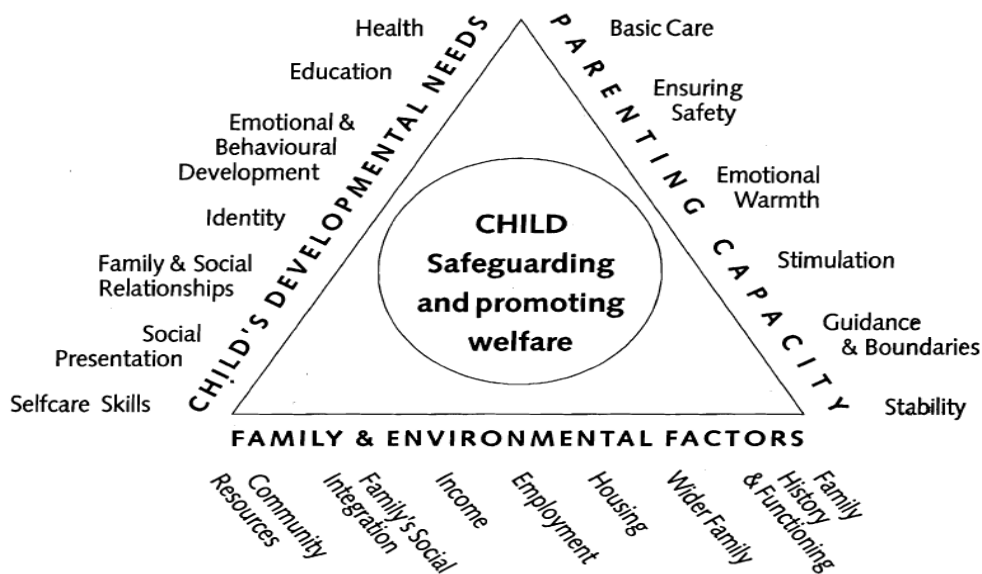 Health
Education
Emotional &
Behavioural
Development
Identity
Family & Social
Relationships
Social
Presentation
Selfcare Skills
CHILD'S DEVELOPMENTAL NEEDS
CHILD
Safeguarding
and promoting
welfare
PARENTING CAPACITY
Basic Care
Ensuring
Safety
Emotional
Warmth
Stimulation
Guidance
& Boundaries
Stability
FAMILY & ENVIRONMENTAL FACTORS
Community
Resources
Family's Social
Integration
Income
Employment
Housing
Wider Family
Family
History
& Functioning